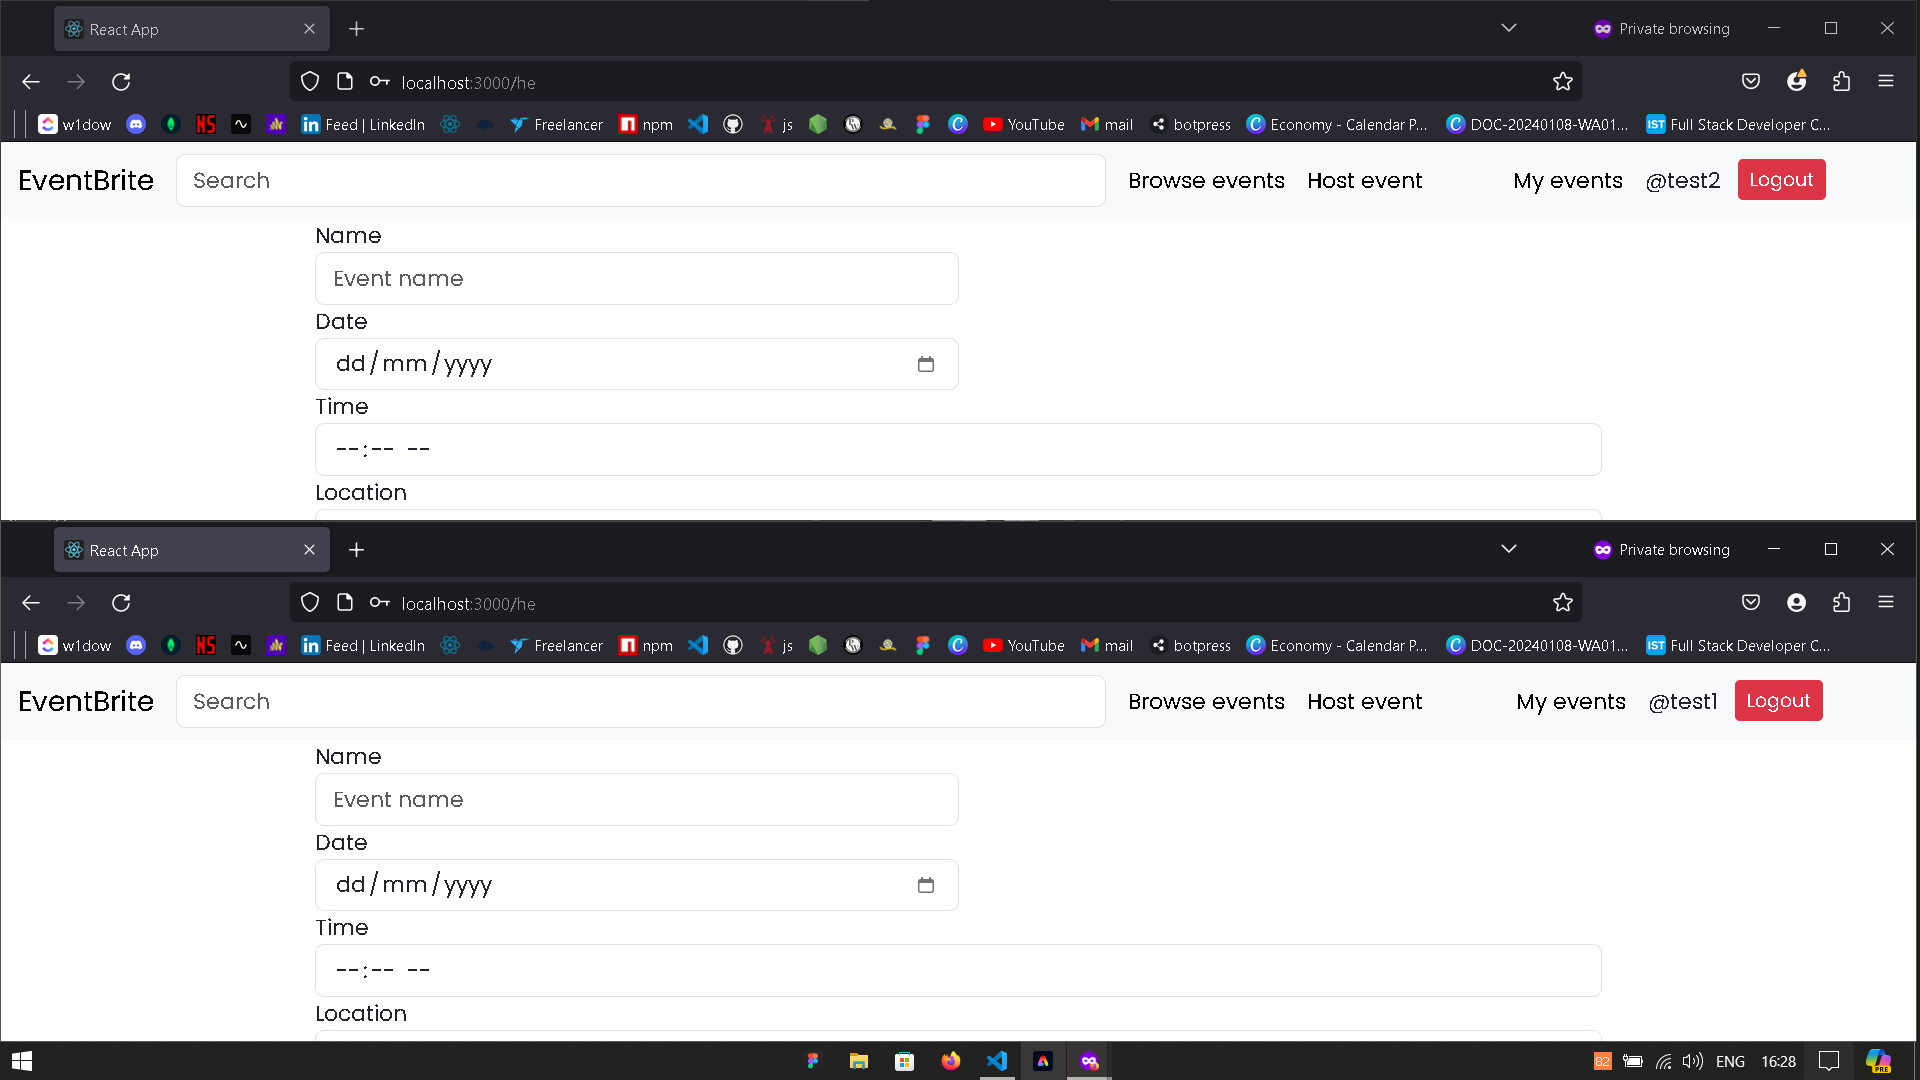 React App
Private browsing
localhost:3000/he
w1dow NS Feed | LinkedIn Freelancer npm js YouTube mail botpress Economy - Calendar P... DOC-20240108-WA01... IST Full Stack Developer C...
EventBrite Search Browse events Host event My events @test2 Logout
Name
Event name
Date
dd/mm/yyyy
Time
--:-- --
Location
React App
Private browsing
localhost:3000/he
w1dow NS Feed | LinkedIn Freelancer npm js YouTube mail botpress Economy - Calendar P... DOC-20240108-WA01... IST Full Stack Developer C...
EventBrite Search Browse events Host event My events @test1 Logout
Name
Event name
Date
dd/mm/yyyy
Time
--:-- --
Location
82 ENG 16:28 PRE